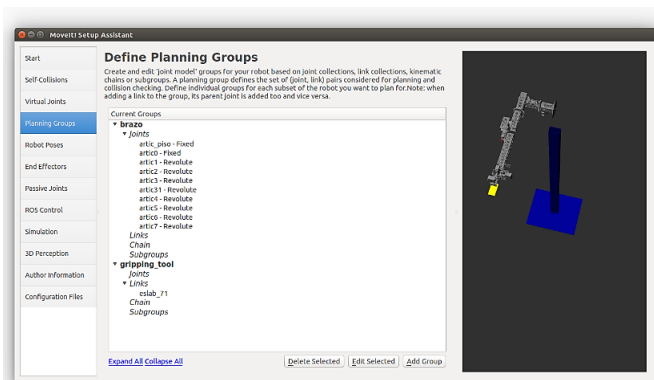 MoveIt! Setup Assistant
Start
Self-Collisions
Virtual Joints
Planning Groups
Robot Poses
End Effectors
Passive Joints
ROS Control
Simulation
3D Perception
Author Information
Configuration Files
Define Planning Groups
Create and edit 'joint model' groups for your robot based on joint collections, link collections, kinematic
chains or subgroups. A planning group defines the set of (joint, link) pairs considered for planning and
collision checking. Define individual groups for each subset of the robot you want to plan for.Note: when
adding a link to the group, its parent joint is added too and vice versa.
Current Groups
brazo
Joints
artic_piso - Fixed
artic0 - Fixed
artic1 - Revolute
artic2 - Revolute
artic3 - Revolute
artic31 - Revolute
artic4 - Revolute
artic5 - Revolute
artic6 - Revolute
artic7 - Revolute
Links
Chain
Subgroups
gripping_tool
Joints
Links
eslab_71
Chain
Subgroups
Expand All Collapse All
Delete Selected
Edit Selected
Add Group